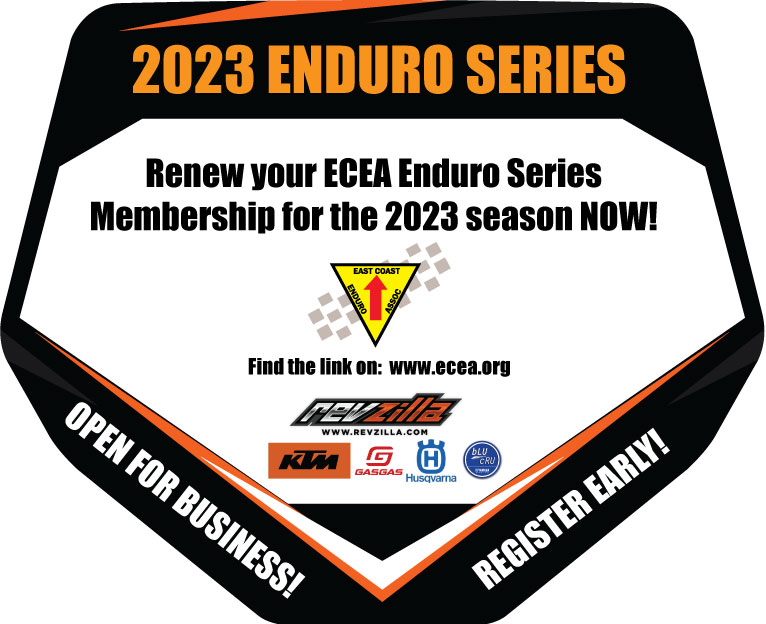 2023 ENDURO SERIES
Renew your ECEA Enduro Series
Membership for the 2023 season NOW!
EAST COAST
ENDURO
ASSOC
Find the link on: www.ecea.org
revzilla
WWW.REVZILLA.COM
KTM
GASGAS
Husqvarna
bLU cRU
YAMAHA
OPEN FOR BUSINESS!
REGISTER EARLY!